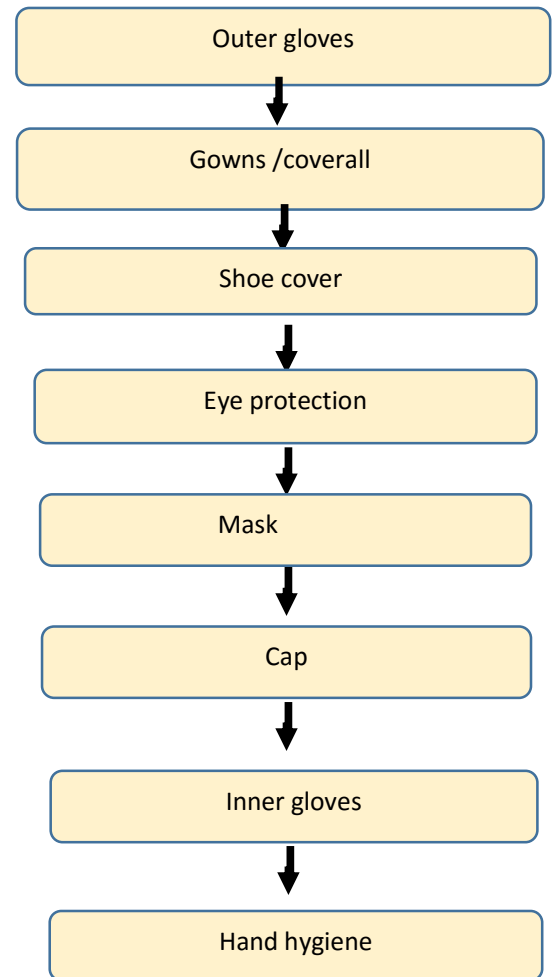 Outer gloves
Gowns /coverall
Shoe cover
Eye protection
Mask
Cap
Inner gloves
Hand hygiene